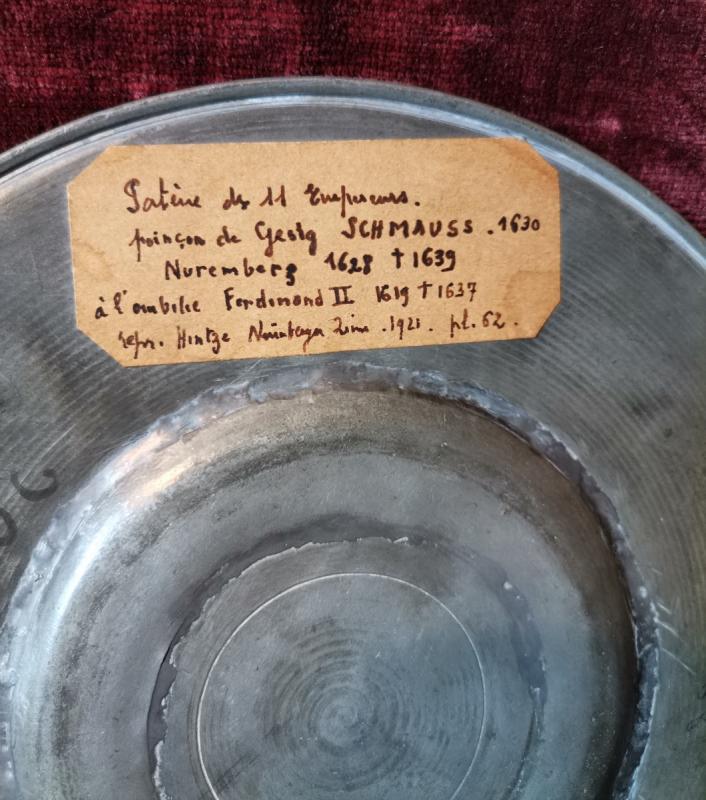 Patène des 11 Empereurs.
poinçon de Georg SCHMAUSS . 1630
Nuremberg 1628 † 1639
à l'ombilic Ferdinand II 1619 † 1637
repr. Hintze Nürnberger Zinn . 1921 . pl. 62 .